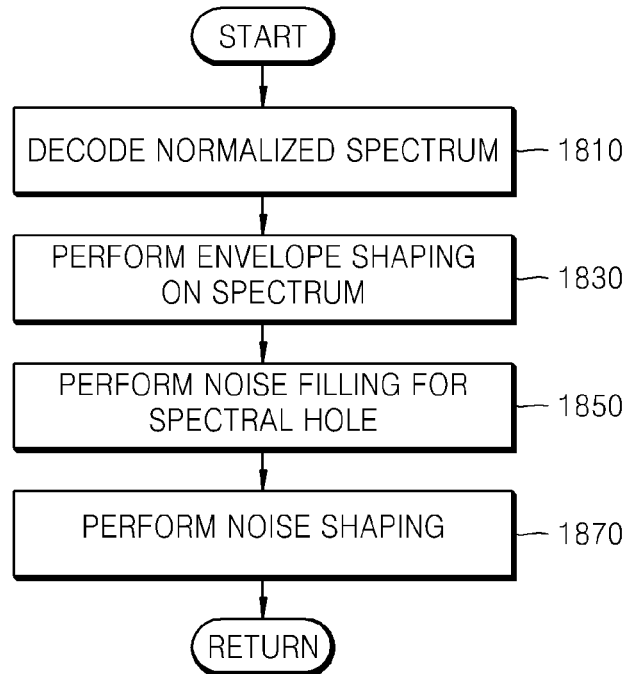 START
DECODE NORMALIZED SPECTRUM
1810
PERFORM ENVELOPE SHAPING
ON SPECTRUM
1830
PERFORM NOISE FILLING FOR
SPECTRAL HOLE
1850
PERFORM NOISE SHAPING
1870
RETURN